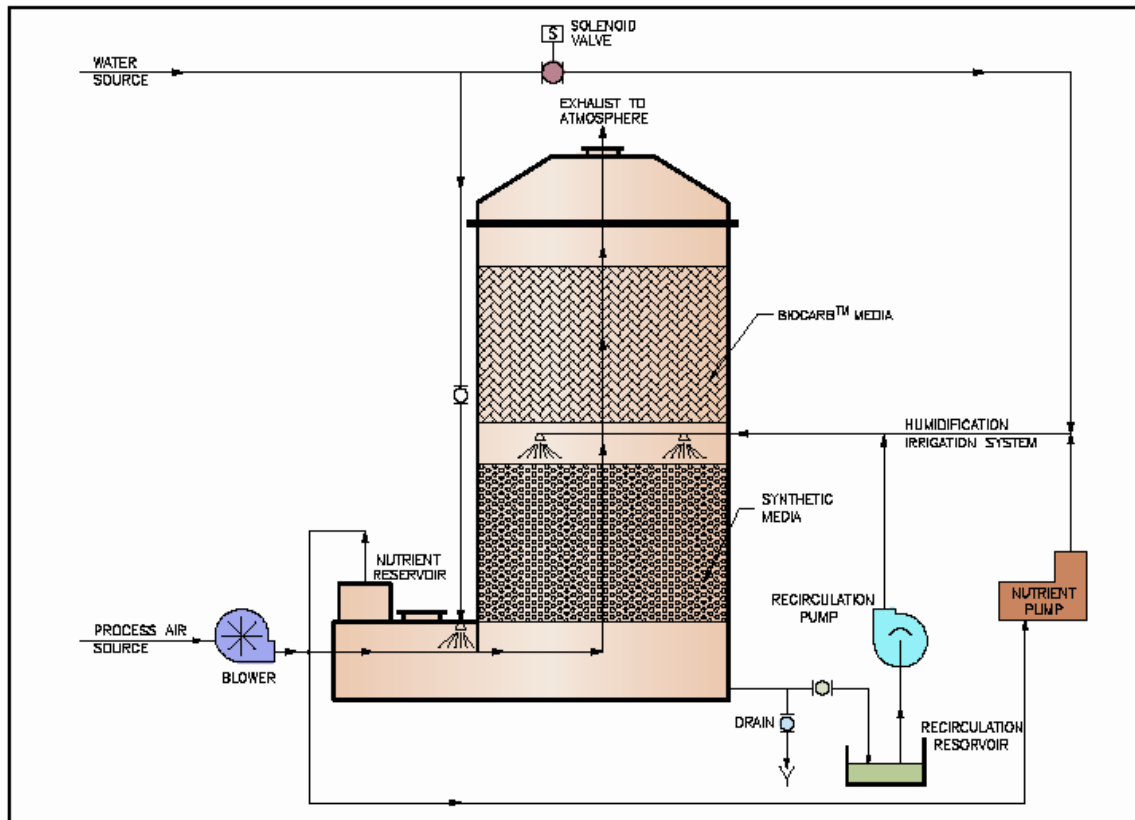 S
SOLENOID
VALVE
WATER
SOURCE
EXHAUST TO
ATMOSPHERE
BIOCARB™ MEDIA
HUMIDIFICATION
IRRIGATION SYSTEM
SYNTHETIC
MEDIA
NUTRIENT
RESERVOIR
NUTRIENT
PUMP
RECIRCULATION
PUMP
PROCESS AIR
SOURCE
BLOWER
DRAIN
RECIRCULATION
RESORVOIR